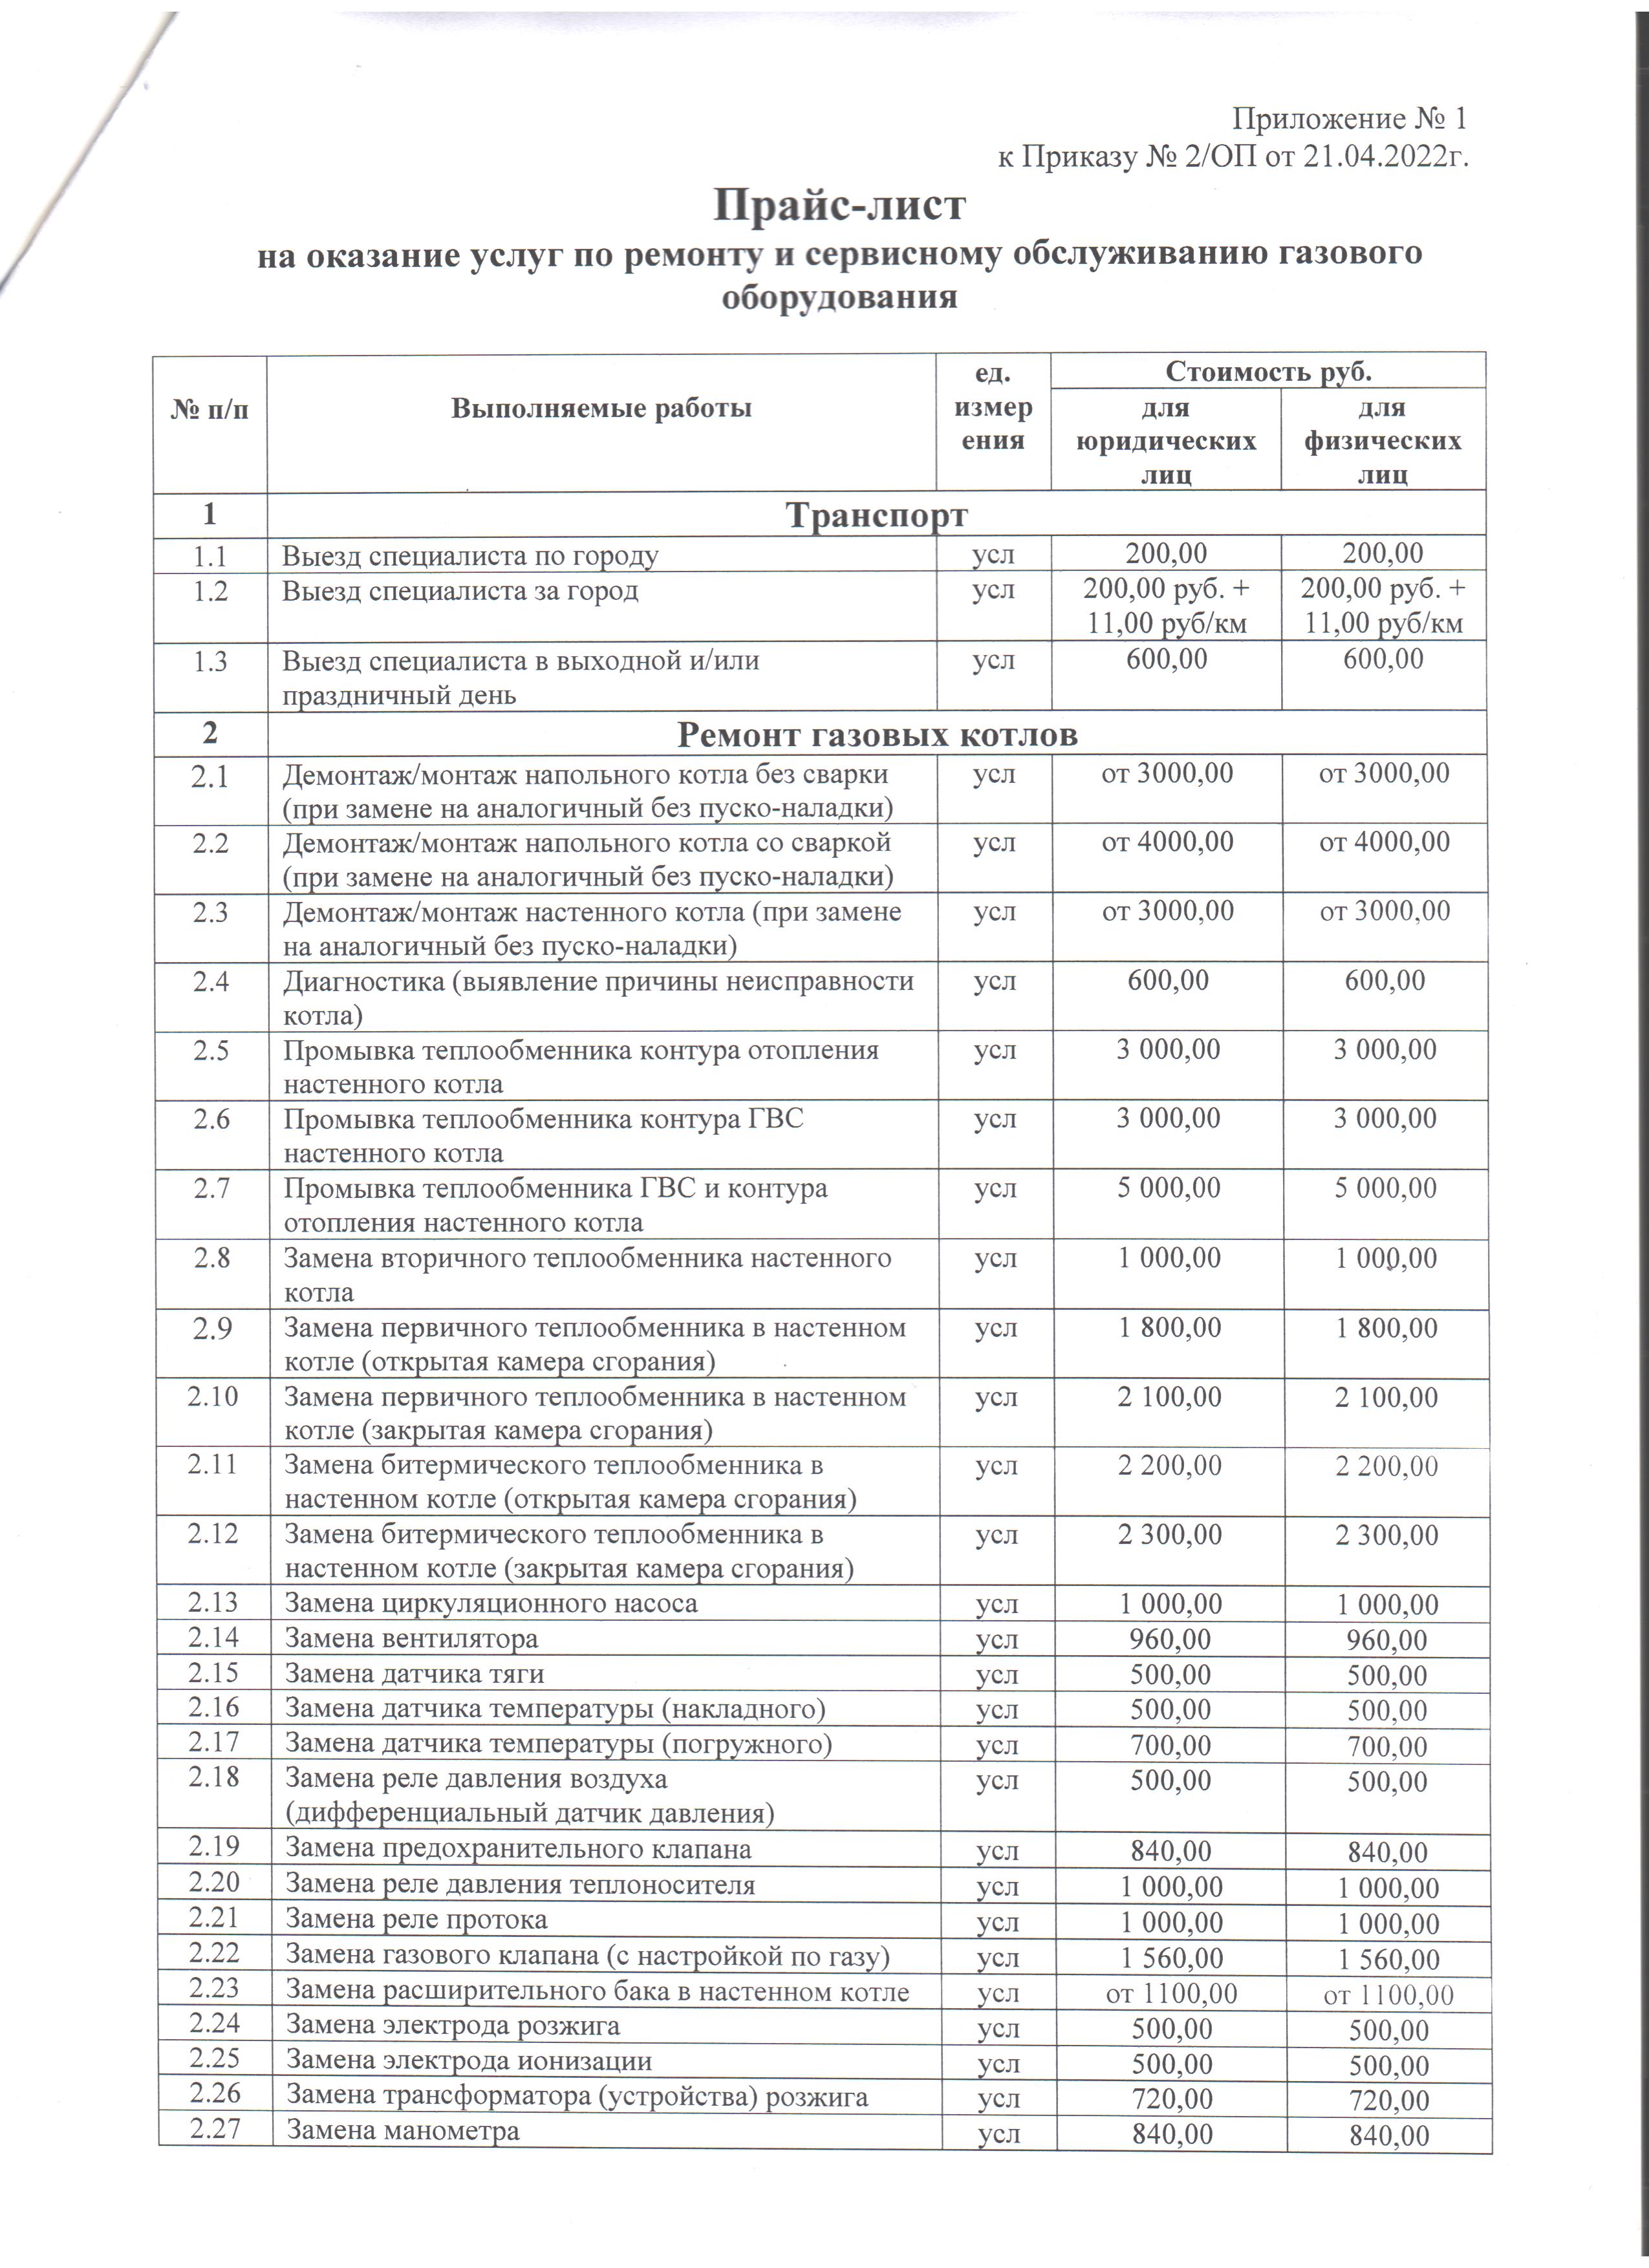 Приложение № 1
к Приказу № 2/ОП от 21.04.2022г.
Прайс-лист
на оказание услуг по ремонту и сервисному обслуживанию газового
оборудования
№ п/п Выполняемые работы ед. измер ения Стоимость руб.
для юридических лиц для физических лиц
1 Транспорт
1.1 Выезд специалиста по городу усл 200,00 200,00
1.2 Выезд специалиста за город усл 200,00 руб. + 200,00 руб. +
11,00 руб/км 11,00 руб/км
1.3 Выезд специалиста в выходной и/или усл 600,00 600,00
праздничный день
2 Ремонт газовых котлов
2.1 Демонтаж/монтаж напольного котла без сварки усл от 3000,00 от 3000,00
(при замене на аналогичный без пуско-наладки)
2.2 Демонтаж/монтаж напольного котла со сваркой усл от 4000,00 от 4000,00
(при замене на аналогичный без пуско-наладки)
2.3 Демонтаж/монтаж настенного котла (при замене усл от 3000,00 от 3000,00
на аналогичный без пуско-наладки)
2.4 Диагностика (выявление причины неисправности усл 600,00 600,00
котла)
2.5 Промывка теплообменника контура отопления усл 3 000,00 3 000,00
настенного котла
2.6 Промывка теплообменника контура ГВС усл 3 000,00 3 000,00
настенного котла
2.7 Промывка теплообменника ГВС и контура усл 5 000,00 5 000,00
отопления настенного котла
2.8 Замена вторичного теплообменника настенного усл 1 000,00 1 000,00
котла
2.9 Замена первичного теплообменника в настенном усл 1 800,00 1 800,00
котле (открытая камера сгорания)
2.10 Замена первичного теплообменника в настенном усл 2 100,00 2 100,00
котле (закрытая камера сгорания)
2.11 Замена битермического теплообменника в усл 2 200,00 2 200,00
настенном котле (открытая камера сгорания)
2.12 Замена битермического теплообменника в усл 2 300,00 2 300,00
настенном котле (закрытая камера сгорания)
2.13 Замена циркуляционного насоса усл 1 000,00 1 000,00
2.14 Замена вентилятора усл 960,00 960,00
2.15 Замена датчика тяги усл 500,00 500,00
2.16 Замена датчика температуры (накладного) усл 500,00 500,00
2.17 Замена датчика температуры (погружного) усл 700,00 700,00
2.18 Замена реле давления воздуха усл 500,00 500,00
(дифференциальный датчик давления)
2.19 Замена предохранительного клапана усл 840,00 840,00
2.20 Замена реле давления теплоносителя усл 1 000,00 1 000,00
2.21 Замена реле протока усл 1 000,00 1 000,00
2.22 Замена газового клапана (с настройкой по газу) усл 1 560,00 1 560,00
2.23 Замена расширительного бака в настенном котле усл от 1100,00 от 1100,00
2.24 Замена электрода розжига усл 500,00 500,00
2.25 Замена электрода ионизации усл 500,00 500,00
2.26 Замена трансформатора (устройства) розжига усл 720,00 720,00
2.27 Замена манометра усл 840,00 840,00